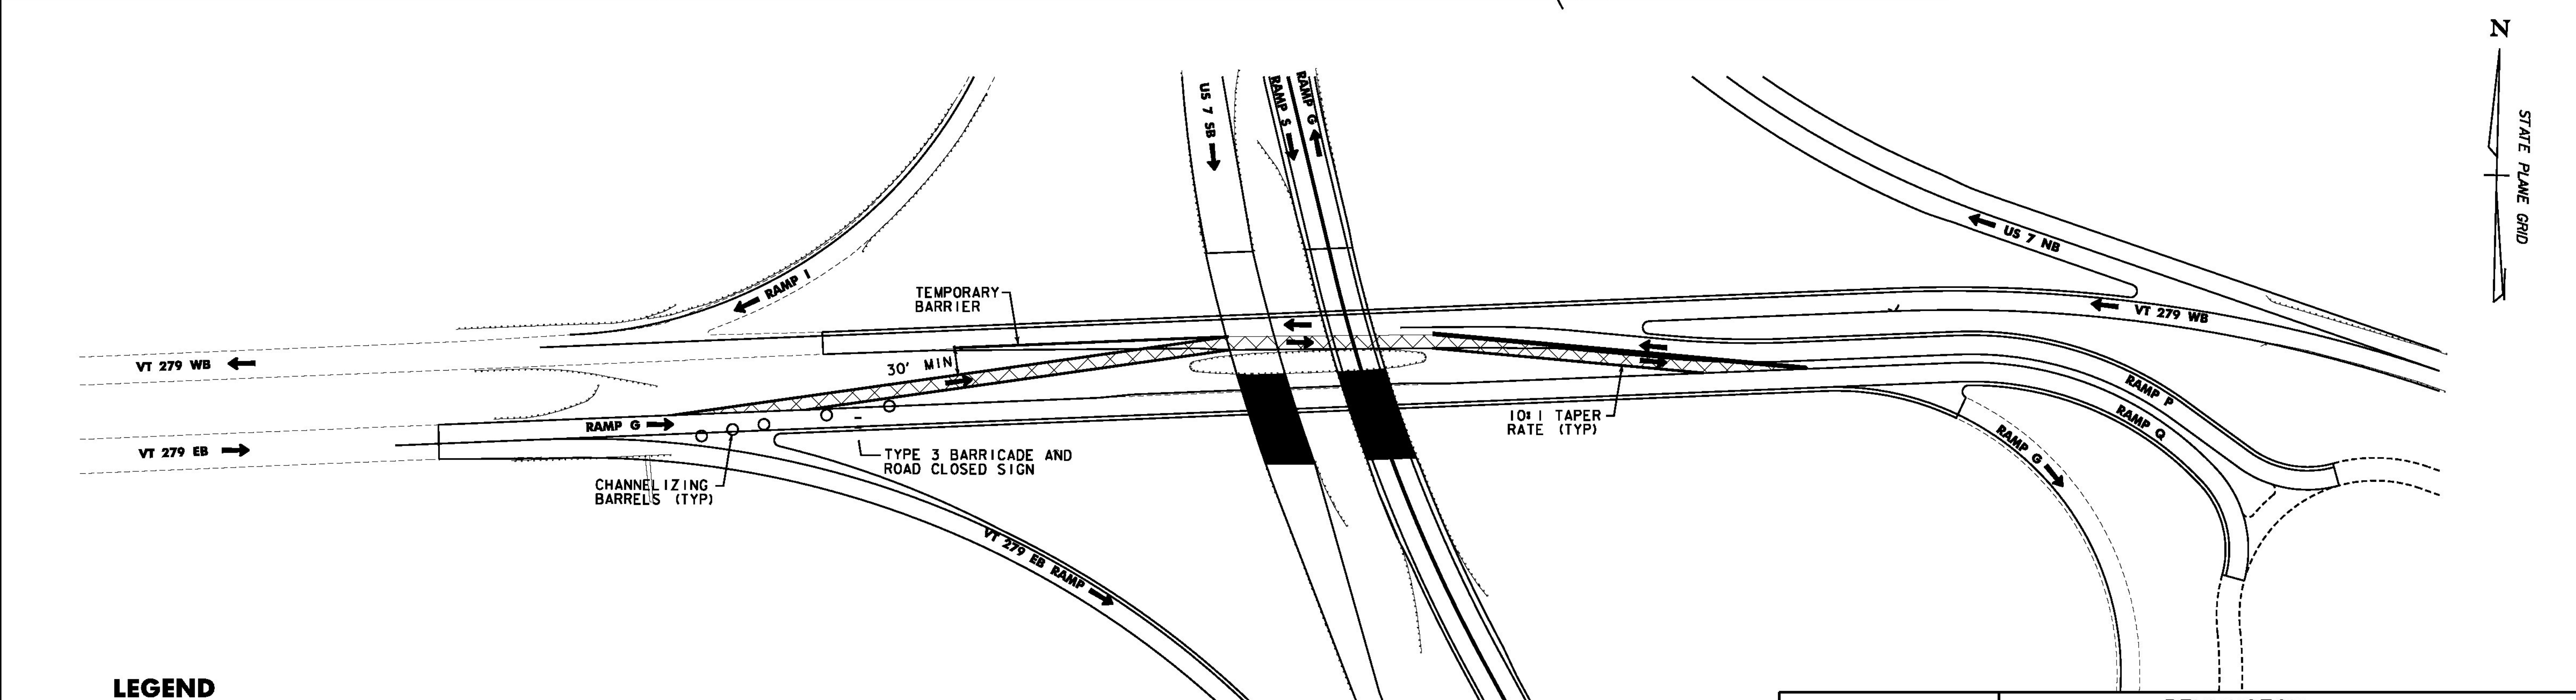 N
STATE PLANE GRID
US 7 SB
RAMP S
RAMP G
US 7 NB
RAMP I
TEMPORARY
BARRIER
VT 279 WB
VT 279 WB
30' MIN
RAMP P
RAMP Q
10:1 TAPER
RATE (TYP)
RAMP G
RAMP G
VT 279 EB
TYPE 3 BARRICADE AND
ROAD CLOSED SIGN
CHANNELIZING
BARRELS (TYP)
VT 279 EB RAMP
LEGEND